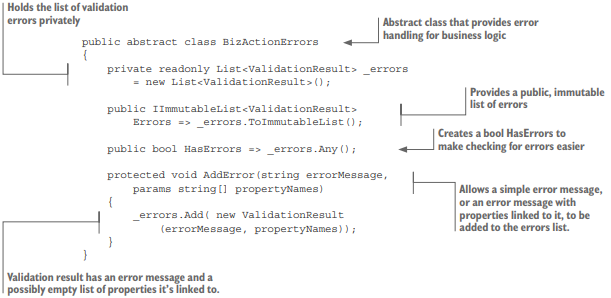 Holds the list of validation
errors privately
Abstract class that provides error
handling for business logic
public abstract class BizActionErrors
{
private readonly List<ValidationResult> _errors
= new List<ValidationResult>();
Provides a public, immutable
list of errors
public IImmutableList<ValidationResult>
Errors => _errors.ToImmutableList();
Creates a bool HasErrors to
make checking for errors easier
public bool HasErrors => _errors.Any();
protected void AddError(string errorMessage,
params string[] propertyNames)
{
Allows a simple error message,
or an error message with
properties linked to it, to be
added to the errors list.
_errors.Add( new ValidationResult
(errorMessage, propertyNames));
}
}
Validation result has an error message and a
possibly empty list of properties it's linked to.